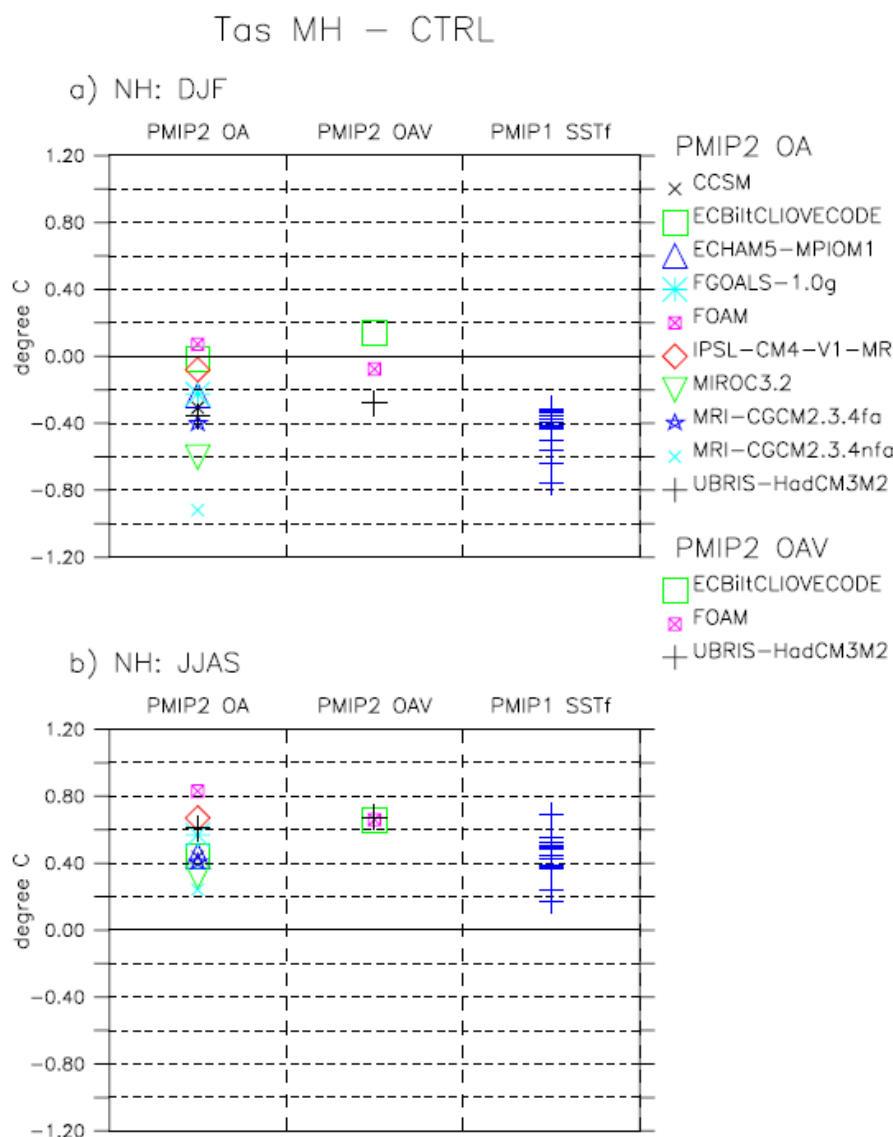 Tas MH – CTRL
a) NH: DJF
PMIP2 OA PMIP2 OAV PMIP1 SSTf
1.20
0.80
0.40
0.00
−0.40
−0.80
−1.20
degree C
PMIP2 OA
CCSM
ECBiltCLIOVECODE
ECHAM5−MPIOM1
FGOALS−1.0g
FOAM
IPSL−CM4−V1−MR
MIROC3.2
MRI−CGCM2.3.4fa
MRI−CGCM2.3.4nfa
UBRIS−HadCM3M2
PMIP2 OAV
ECBiltCLIOVECODE
FOAM
UBRIS−HadCM3M2
b) NH: JJAS
PMIP2 OA PMIP2 OAV PMIP1 SSTf
1.20
0.80
0.40
0.00
−0.40
−0.80
−1.20
degree C